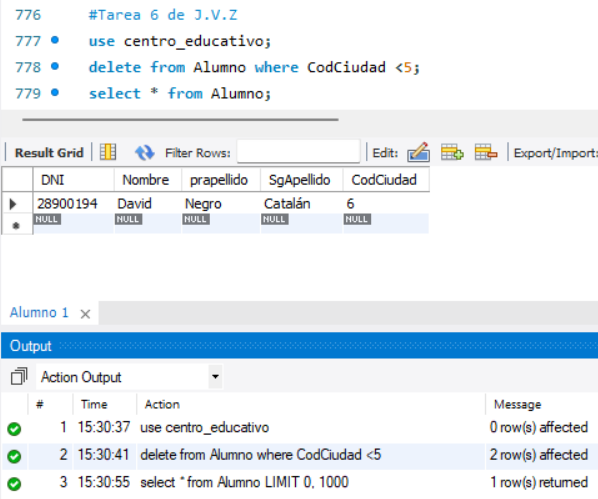 776 #Tarea 6 de J.V.Z
777 use centro_educativo;
778 delete from Alumno where CodCiudad <5;
779 select * from Alumno;
Result Grid Filter Rows: Edit: Export/Import:
DNI Nombre prapellido SgApellido CodCiudad
28900194 David Negro Catalán 6
NULL NULL NULL NULL NULL
Alumno 1 x
Output
Action Output
# Time Action Message
1 15:30:37 use centro_educativo 0 row(s) affected
2 15:30:41 delete from Alumno where CodCiudad <5 2 row(s) affected
3 15:30:55 select * from Alumno LIMIT 0, 1000 1 row(s) returned